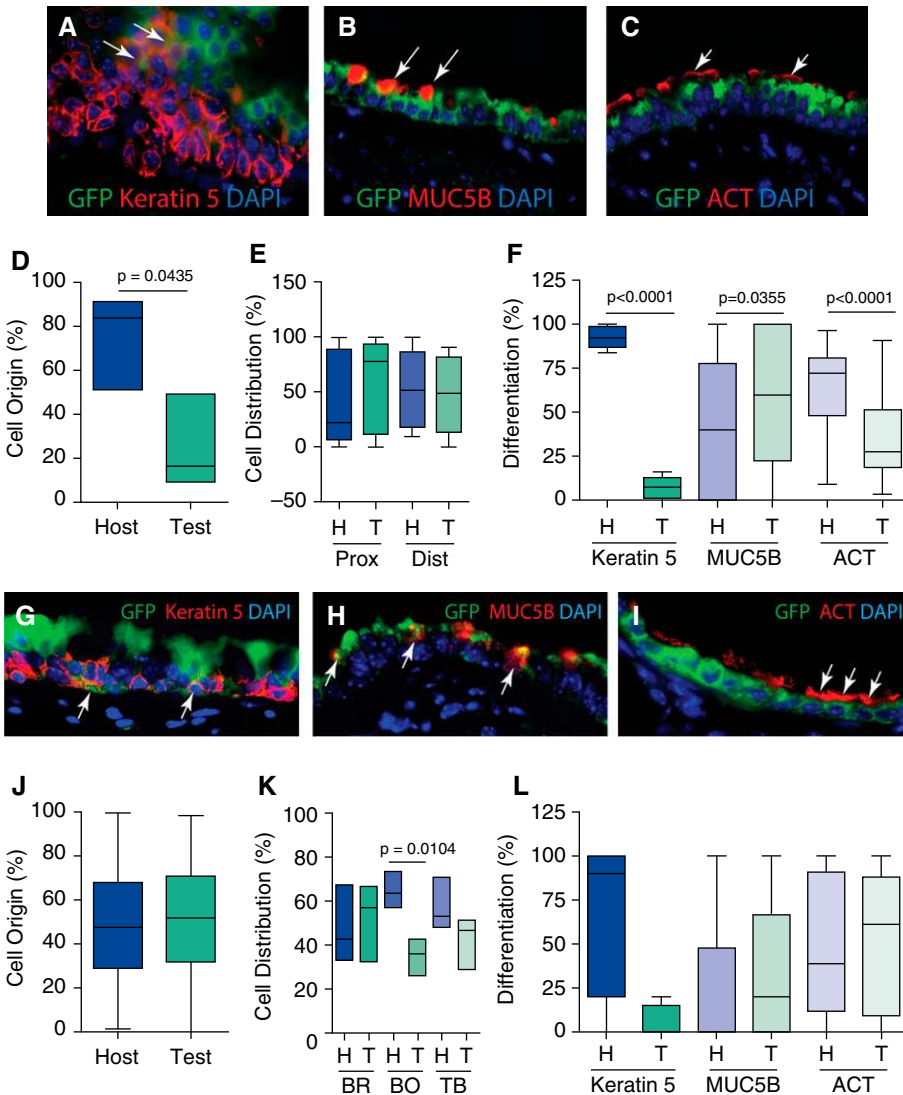 A
GFP Keratin 5 DAPI
B
GFP MUC5B DAPI
C
GFP ACT DAPI
D
p = 0.0435
Cell Origin (%)
100
80
60
40
20
0
Host Test
E
Cell Distribution (%)
150
100
50
0
–50
H T H T
Prox Dist
F
Differentiation (%)
125
100
75
50
25
0
p<0.0001 p=0.0355 p<0.0001
H T H T H T
Keratin 5 MUC5B ACT
G
GFP Keratin 5 DAPI
H
GFP MUC5B DAPI
I
GFP ACT DAPI
J
Cell Origin (%)
100
80
60
40
20
0
Host Test
K
Cell Distribution (%)
100
80
60
40
20
0
p = 0.0104
H T H T H T
BR BO TB
L
Differentiation (%)
125
100
75
50
25
0
H T H T H T
Keratin 5 MUC5B ACT